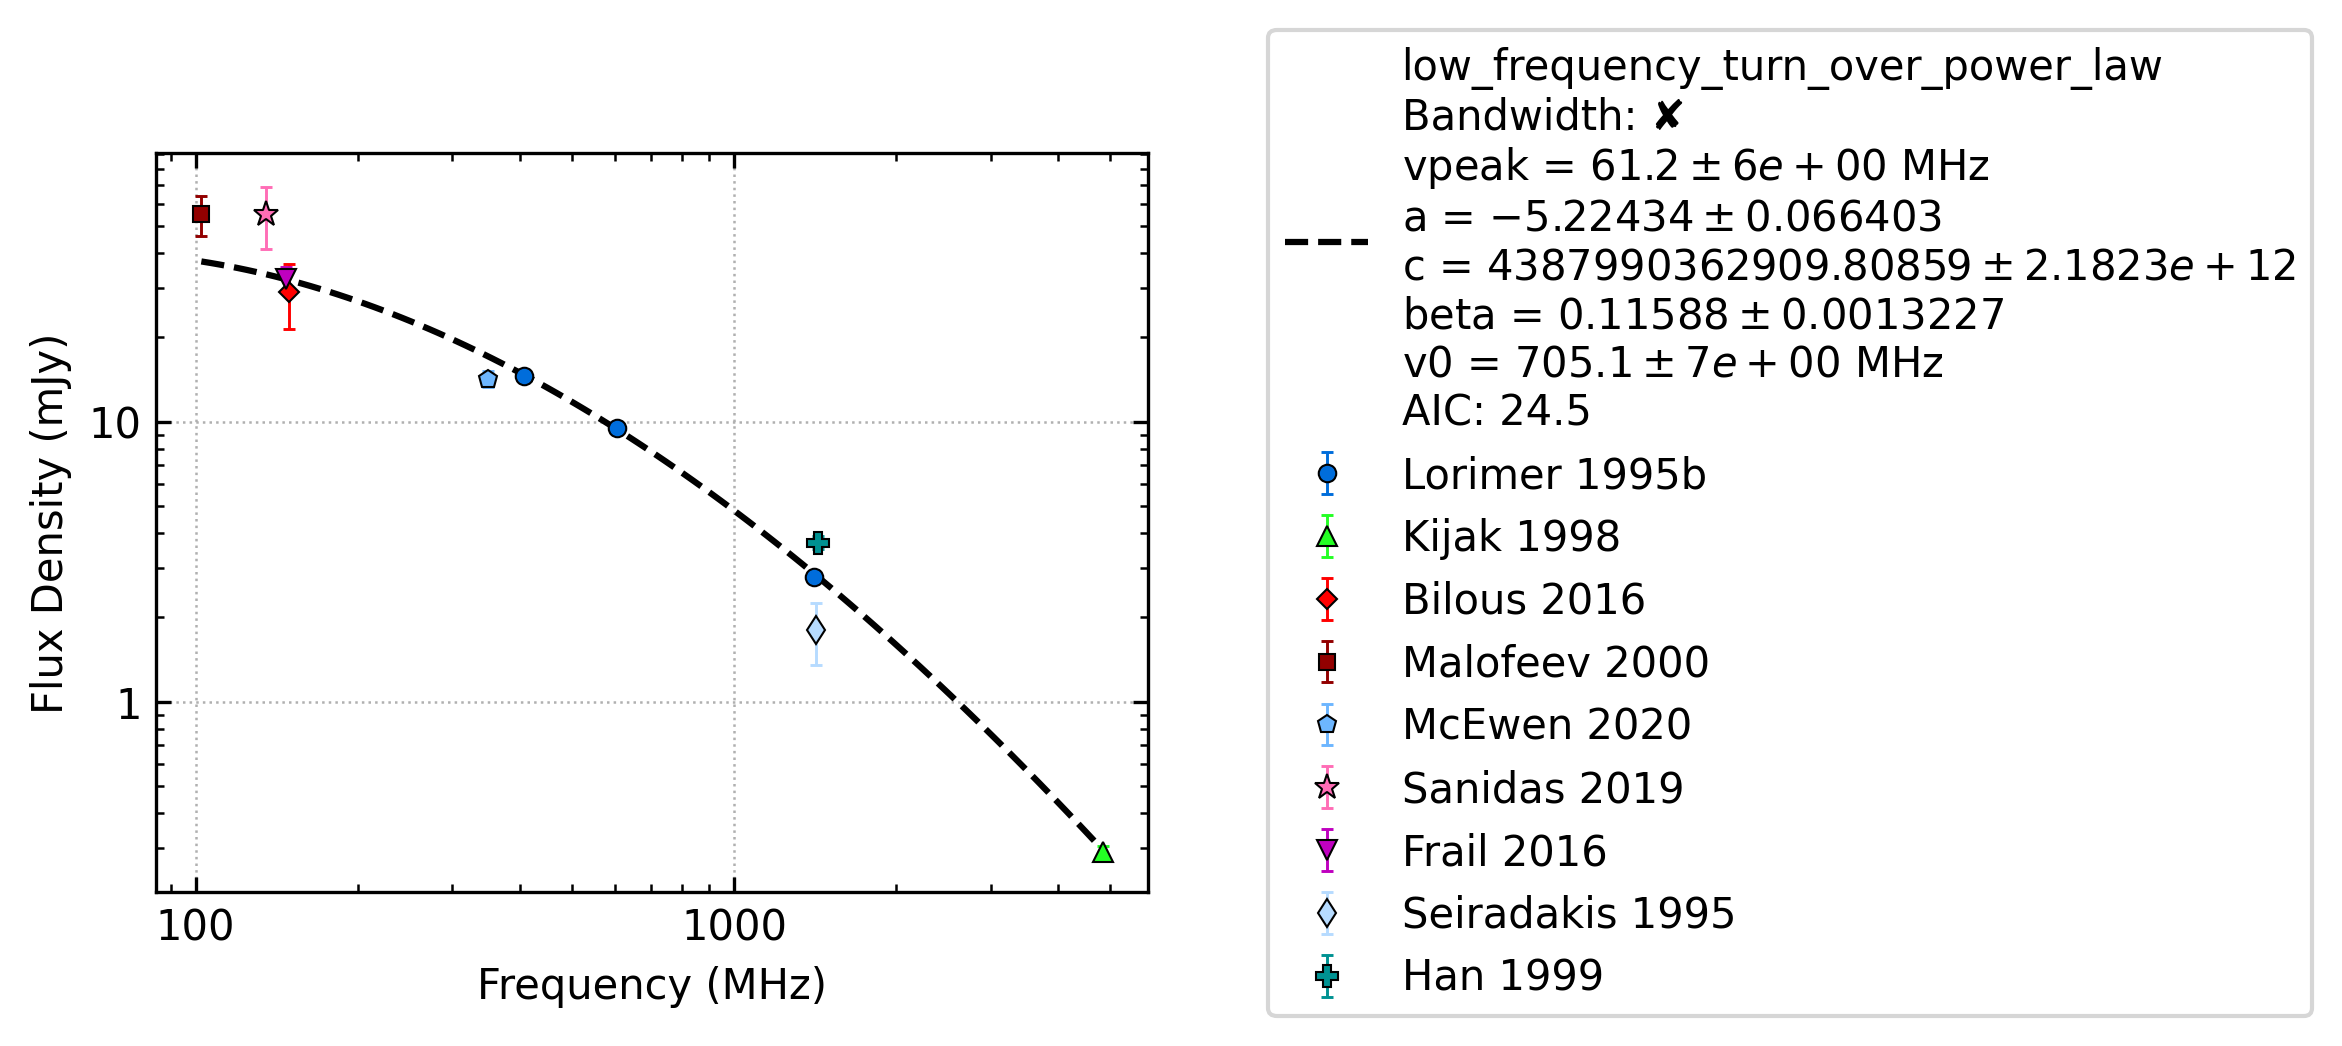 low_frequency_turn_over_power_law
Bandwidth: ✘
vpeak = 61.2 ± 6e + 00 MHz
a = −5.22434 ± 0.066403
c = 4387990362909.80859 ± 2.1823e + 12
beta = 0.11588 ± 0.0013227
v0 = 705.1 ± 7e + 00 MHz
AIC: 24.5
Lorimer 1995b
Kijak 1998
Bilous 2016
Malofeev 2000
McEwen 2020
Sanidas 2019
Frail 2016
Seiradakis 1995
Han 1999
Flux Density (mJy)
10
1
100
1000
Frequency (MHz)